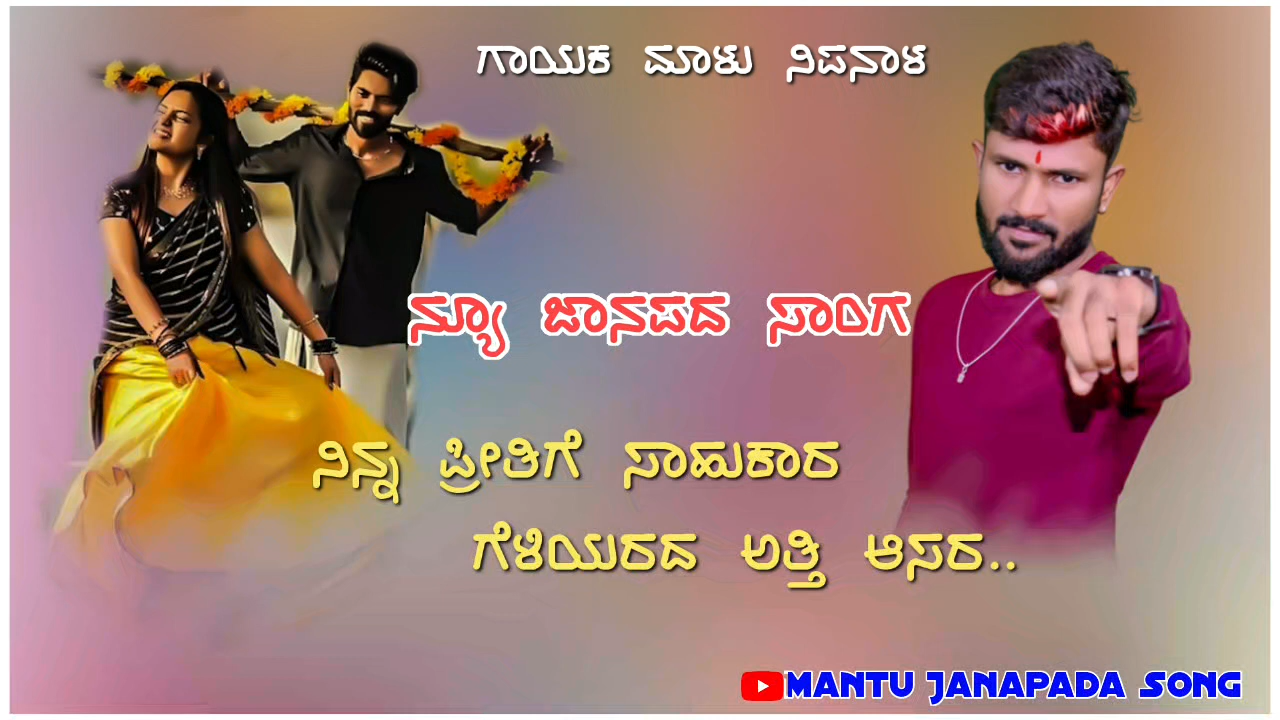 ಗಾಯಕ ಮಾಳು ನಿಪನಾಳ
ನ್ಯೂ ಜಾನಪದ ಸಾಂಗ
ನಿನ್ನ ಪ್ರೀತಿಗೆ ಸಾಹುಕಾರ
ಗೆಳೆಯರದ ಅತ್ತಿ ಆಸರ..
MANTU JANAPADA SONG